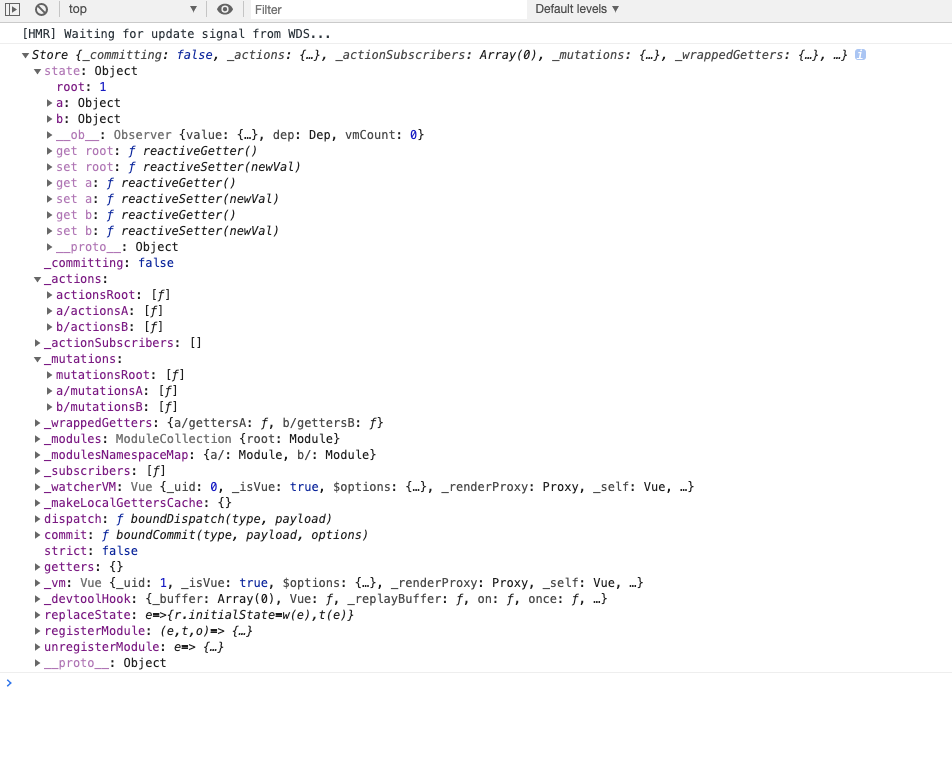 top Filter Default levels
[HMR] Waiting for update signal from WDS...
Store {_committing: false, _actions: {…}, _actionSubscribers: Array(0), _mutations: {…}, _wrappedGetters: {…}, …}
state: Object
root: 1
a: Object
b: Object
__ob__: Observer {value: {…}, dep: Dep, vmCount: 0}
get root: ƒ reactiveGetter()
set root: ƒ reactiveSetter(newVal)
get a: ƒ reactiveGetter()
set a: ƒ reactiveSetter(newVal)
get b: ƒ reactiveGetter()
set b: ƒ reactiveSetter(newVal)
__proto__: Object
_committing: false
_actions:
actionsRoot: [ƒ]
a/actionsA: [ƒ]
b/actionsB: [ƒ]
_actionSubscribers: []
_mutations:
mutationsRoot: [ƒ]
a/mutationsA: [ƒ]
b/mutationsB: [ƒ]
_wrappedGetters: {a/gettersA: ƒ, b/gettersB: ƒ}
_modules: ModuleCollection {root: Module}
_modulesNamespaceMap: {a/: Module, b/: Module}
_subscribers: [ƒ]
_watcherVM: Vue {_uid: 0, _isVue: true, $options: {…}, _renderProxy: Proxy, _self: Vue, …}
_makeLocalGettersCache: {}
dispatch: ƒ boundDispatch(type, payload)
commit: ƒ boundCommit(type, payload, options)
strict: false
getters: {}
_vm: Vue {_uid: 1, _isVue: true, $options: {…}, _renderProxy: Proxy, _self: Vue, …}
_devtoolHook: {_buffer: Array(0), Vue: ƒ, _replayBuffer: ƒ, on: ƒ, once: ƒ, …}
replaceState: e=>{r.initialState=w(e),t(e)}
registerModule: (e,t,o)=> {…}
unregisterModule: e=> {…}
__proto__: Object